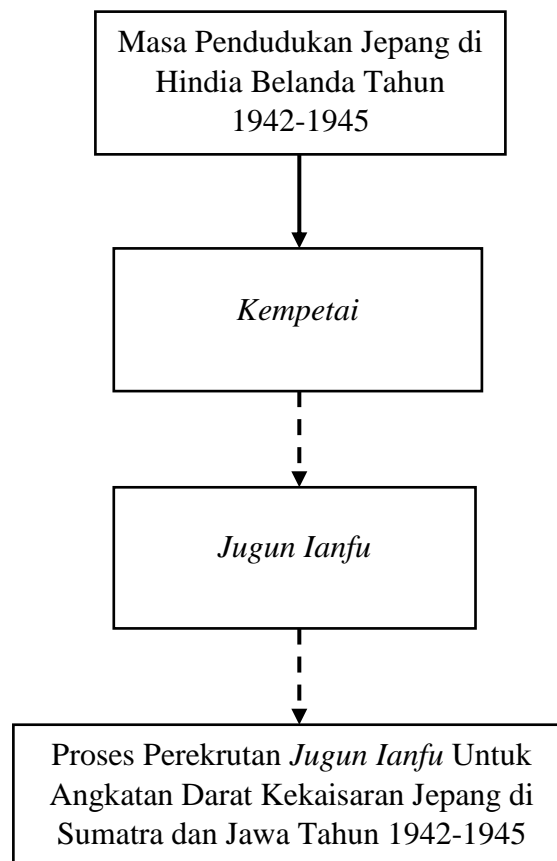 Masa Pendudukan Jepang di
Hindia Belanda Tahun
1942-1945
Kempetai
Jugun Ianfu
Proses Perekrutan Jugun Ianfu Untuk
Angkatan Darat Kekaisaran Jepang di
Sumatra dan Jawa Tahun 1942-1945